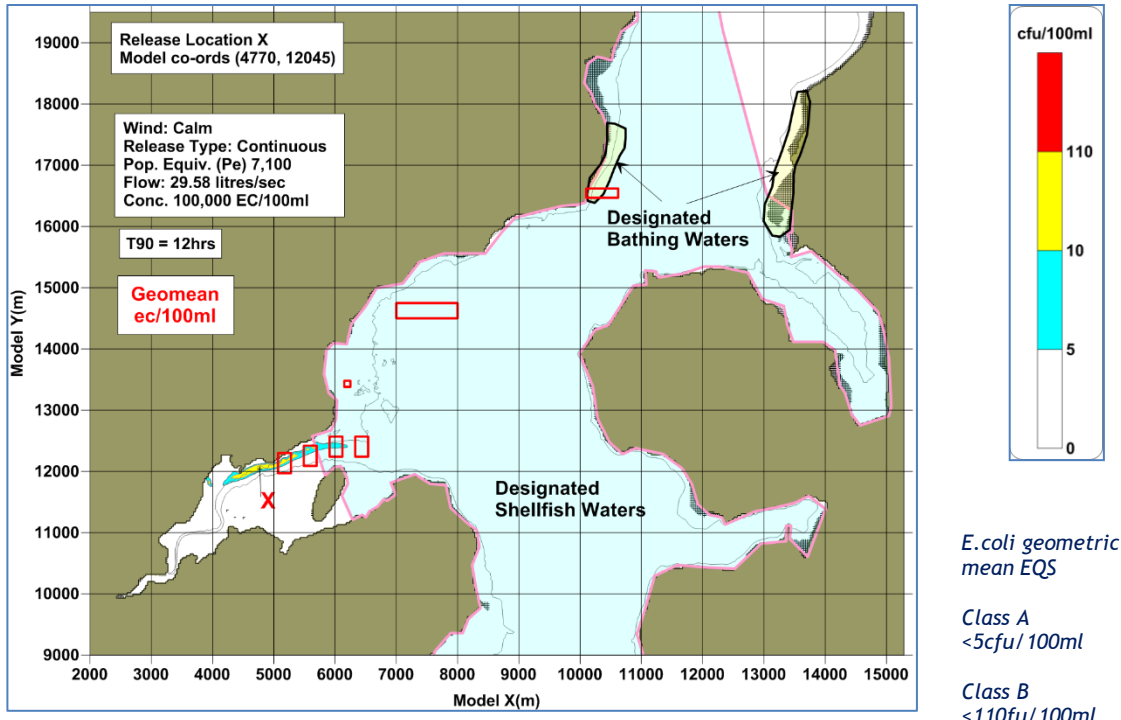 Release Location X
Model co-ords (4770, 12045)
Wind: Calm
Release Type: Continuous
Pop. Equiv. (Pe) 7,100
Flow: 29.58 litres/sec
Conc. 100,000 EC/100ml
T90 = 12hrs
Geomean
ec/100ml
Designated
Bathing Waters
Designated
Shellfish Waters
X
19000
18000
17000
16000
15000
14000
13000
12000
11000
10000
9000
Model Y(m)
2000 3000 4000 5000 6000 7000 8000 9000 10000 11000 12000 13000 14000 15000
Model X(m)
cfu/100ml
110
10
5
0
E.coli geometric
mean EQS
Class A
<5cfu/100ml
Class B
<110fu/100ml